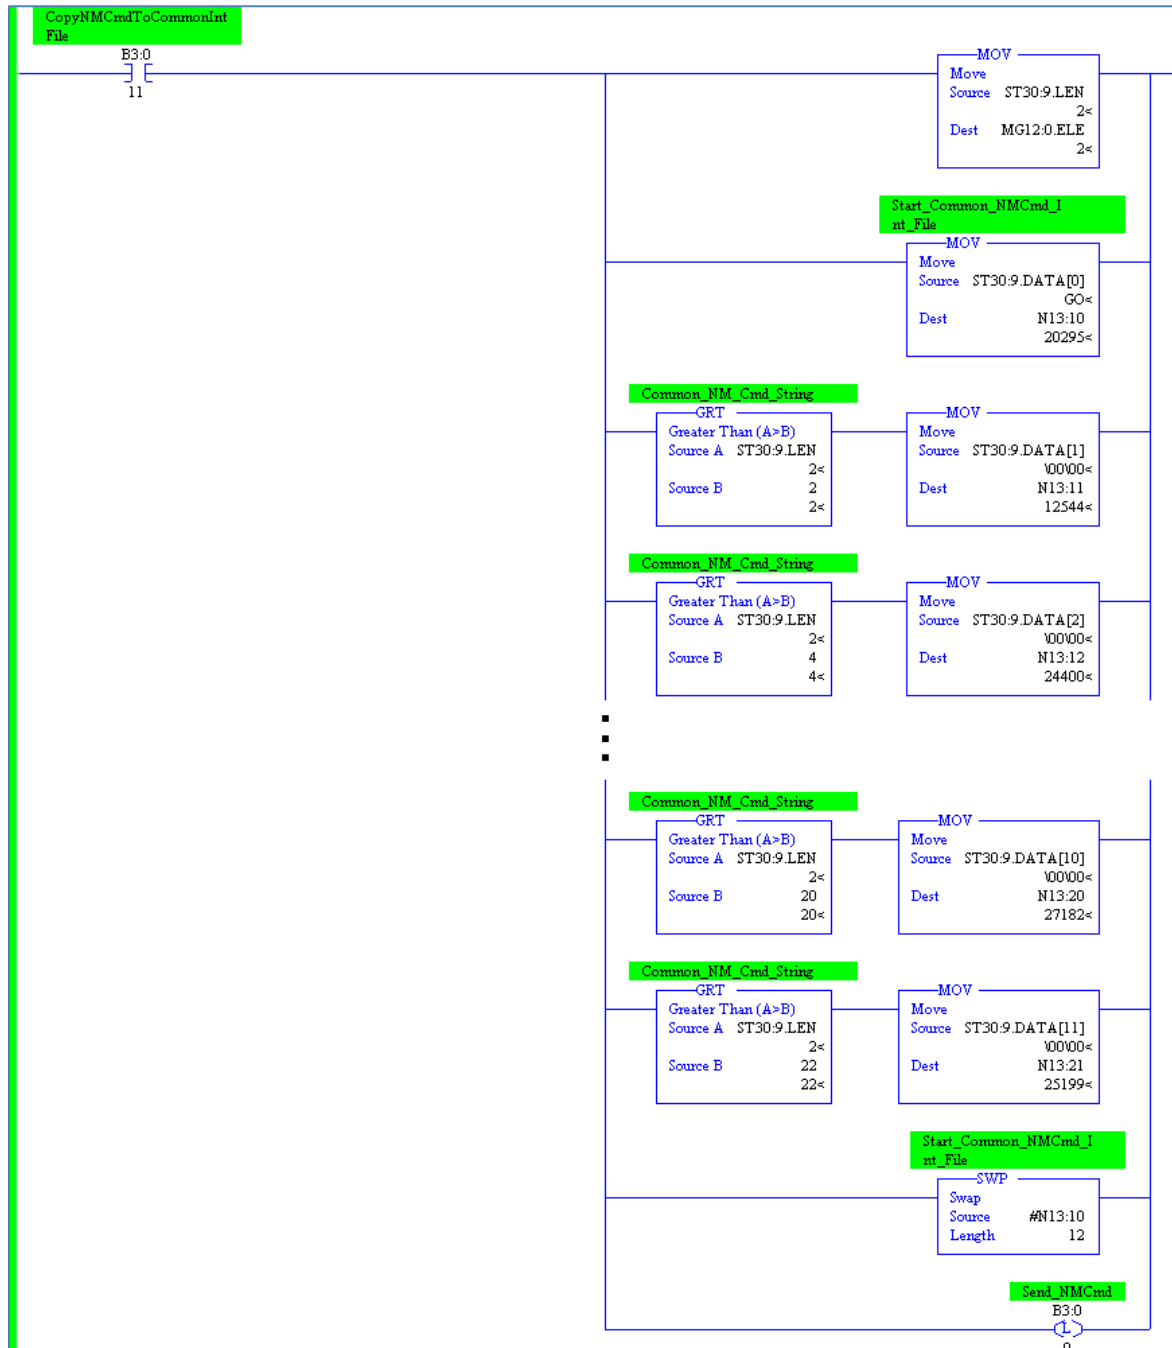 CopyNMCmdToCommonInt
File
B3:0
11
MOV
Move
Source ST30:9.LEN
2<
Dest MG12:0.ELE
2<
Start_Common_NMCmd_I
nt_File
MOV
Move
Source ST30:9.DATA[0]
GO<
Dest N13:10
20295<
Common_NM_Cmd_String
GRT
Greater Than (A>B)
Source A ST30:9.LEN
2<
Source B 2
2<
MOV
Move
Source ST30:9.DATA[1]
\00\00<
Dest N13:11
12544<
Common_NM_Cmd_String
GRT
Greater Than (A>B)
Source A ST30:9.LEN
2<
Source B 4
4<
MOV
Move
Source ST30:9.DATA[2]
\00\00<
Dest N13:12
24400<
Common_NM_Cmd_String
GRT
Greater Than (A>B)
Source A ST30:9.LEN
2<
Source B 20
20<
MOV
Move
Source ST30:9.DATA[10]
\00\00<
Dest N13:20
27182<
Common_NM_Cmd_String
GRT
Greater Than (A>B)
Source A ST30:9.LEN
2<
Source B 22
22<
MOV
Move
Source ST30:9.DATA[11]
\00\00<
Dest N13:21
25199<
Start_Common_NMCmd_I
nt_File
SWP
Swap
Source #N13:10
Length 12
Send_NMCmd
B3:0
L